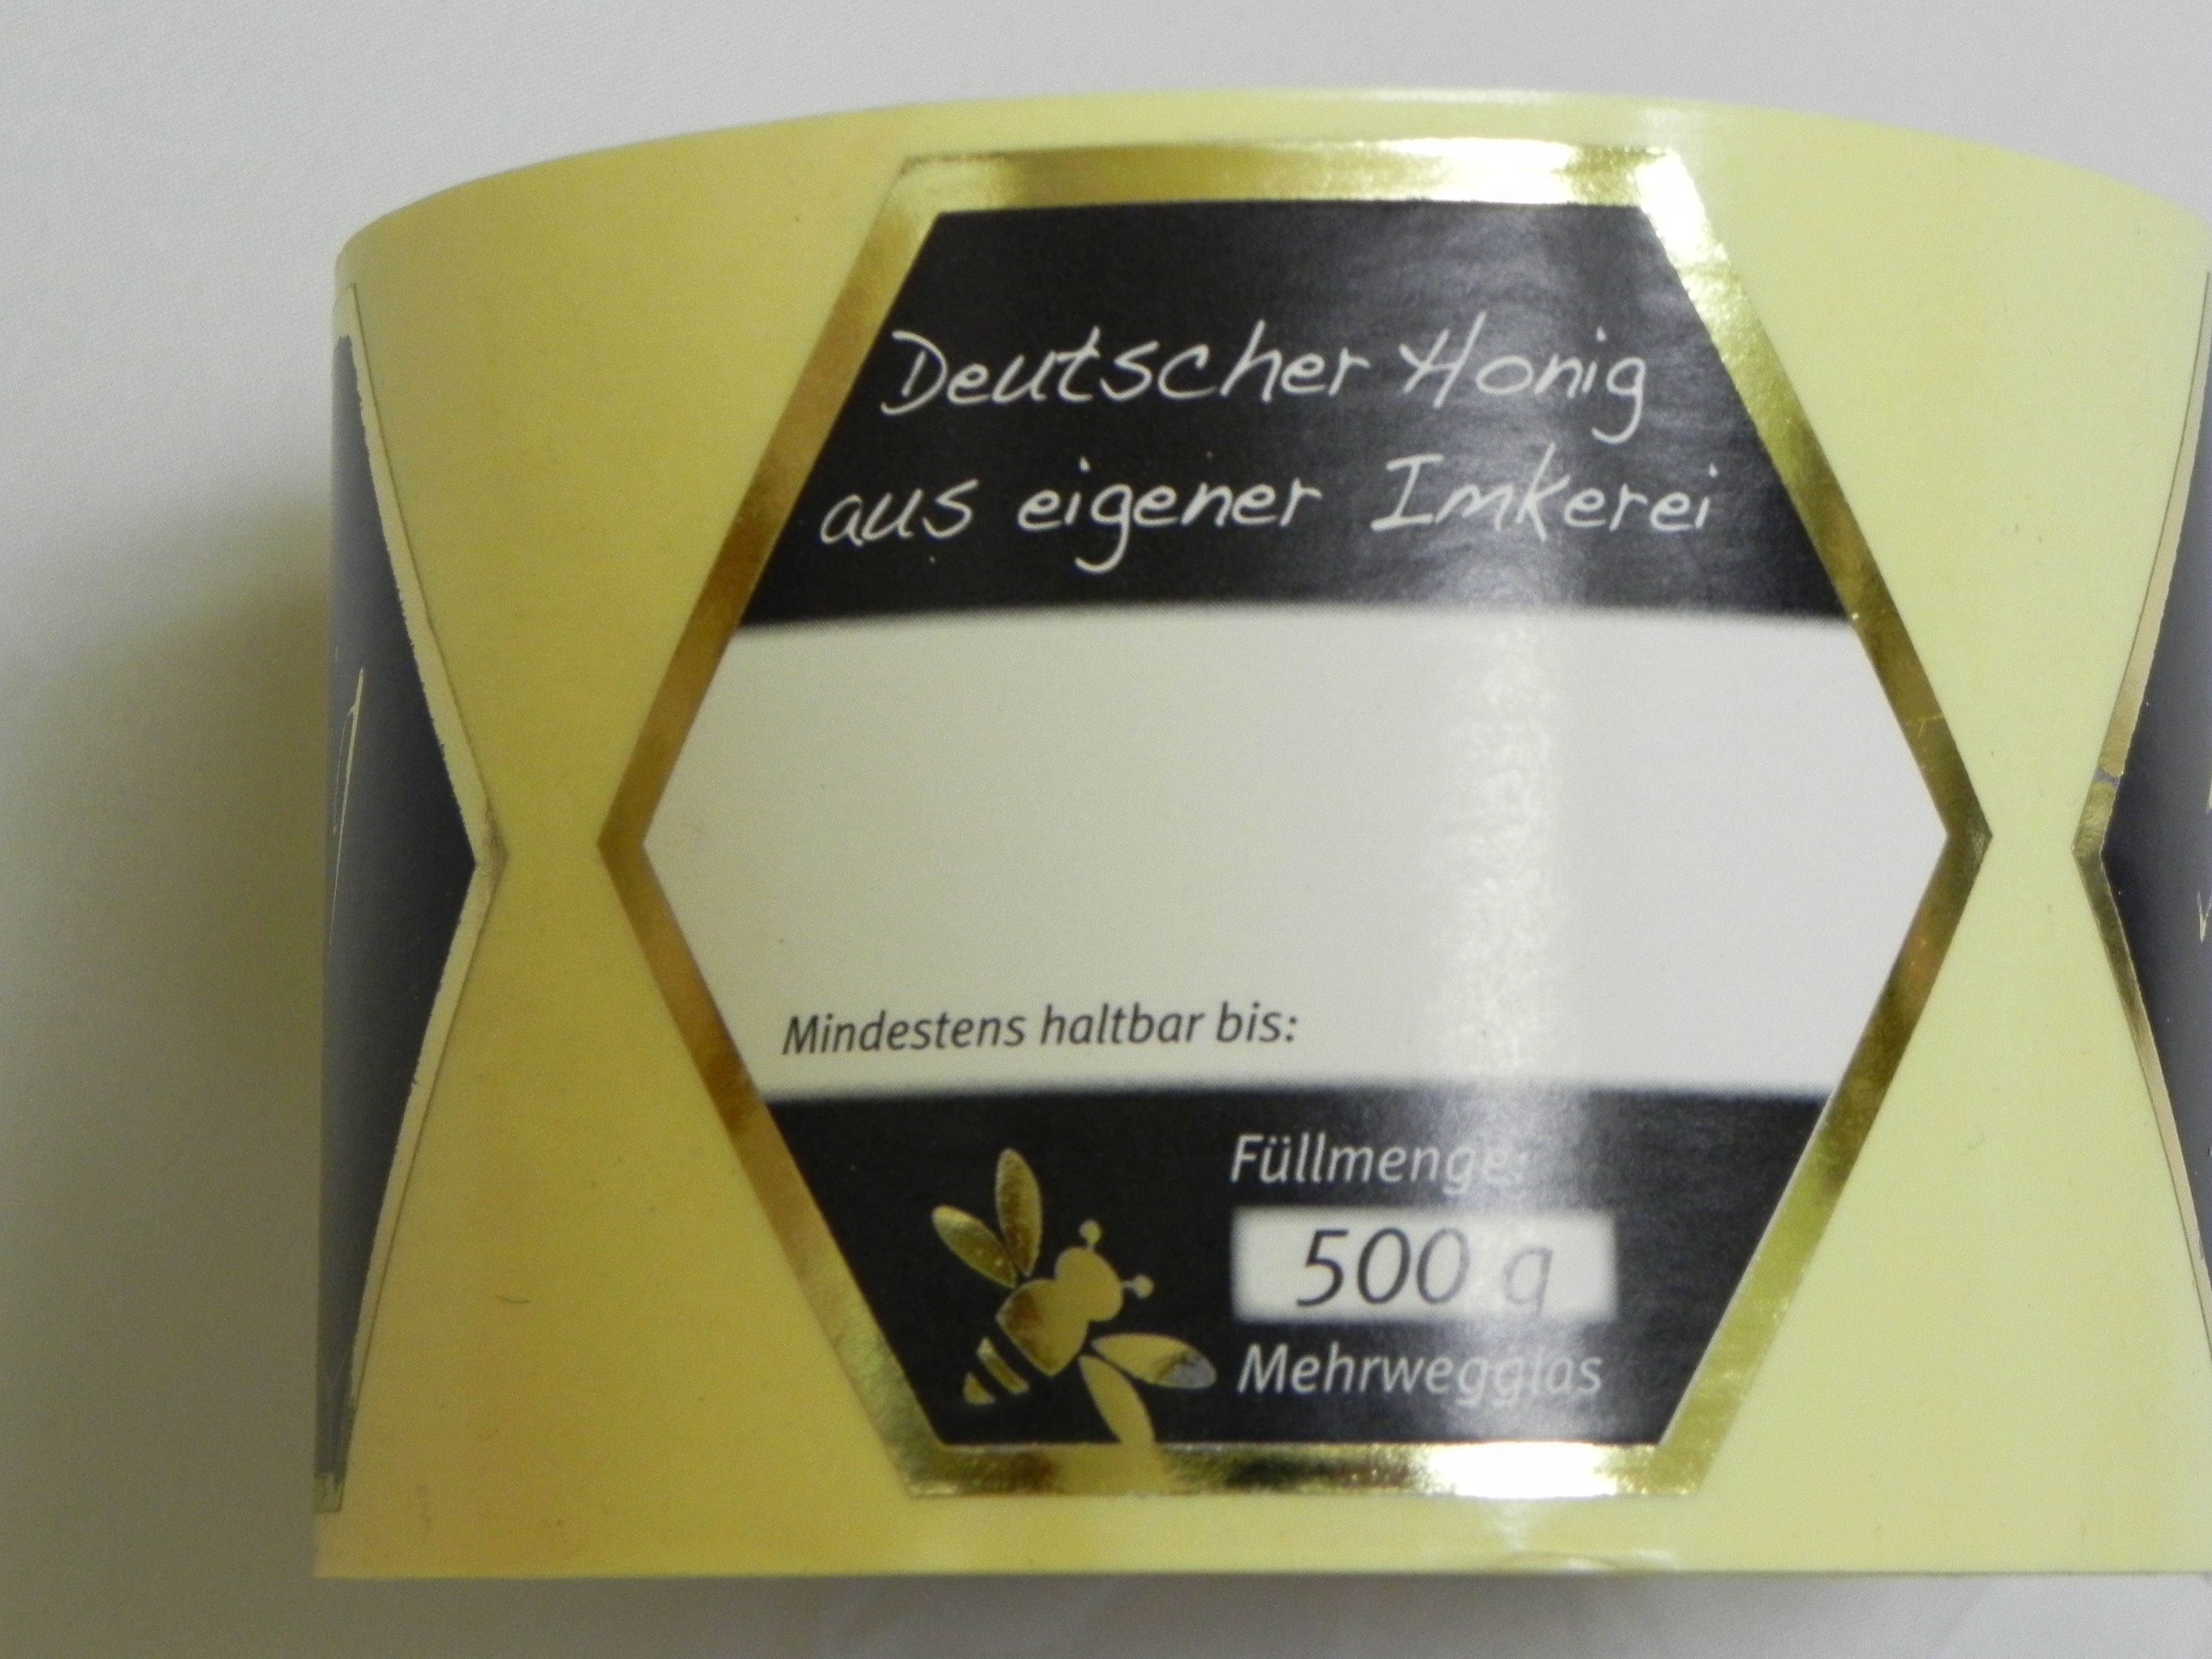 Deutscher Honig
aus eigener Imkerei
Mindestens haltbar bis:
Füllmenge:
500 g
Mehrwegglas